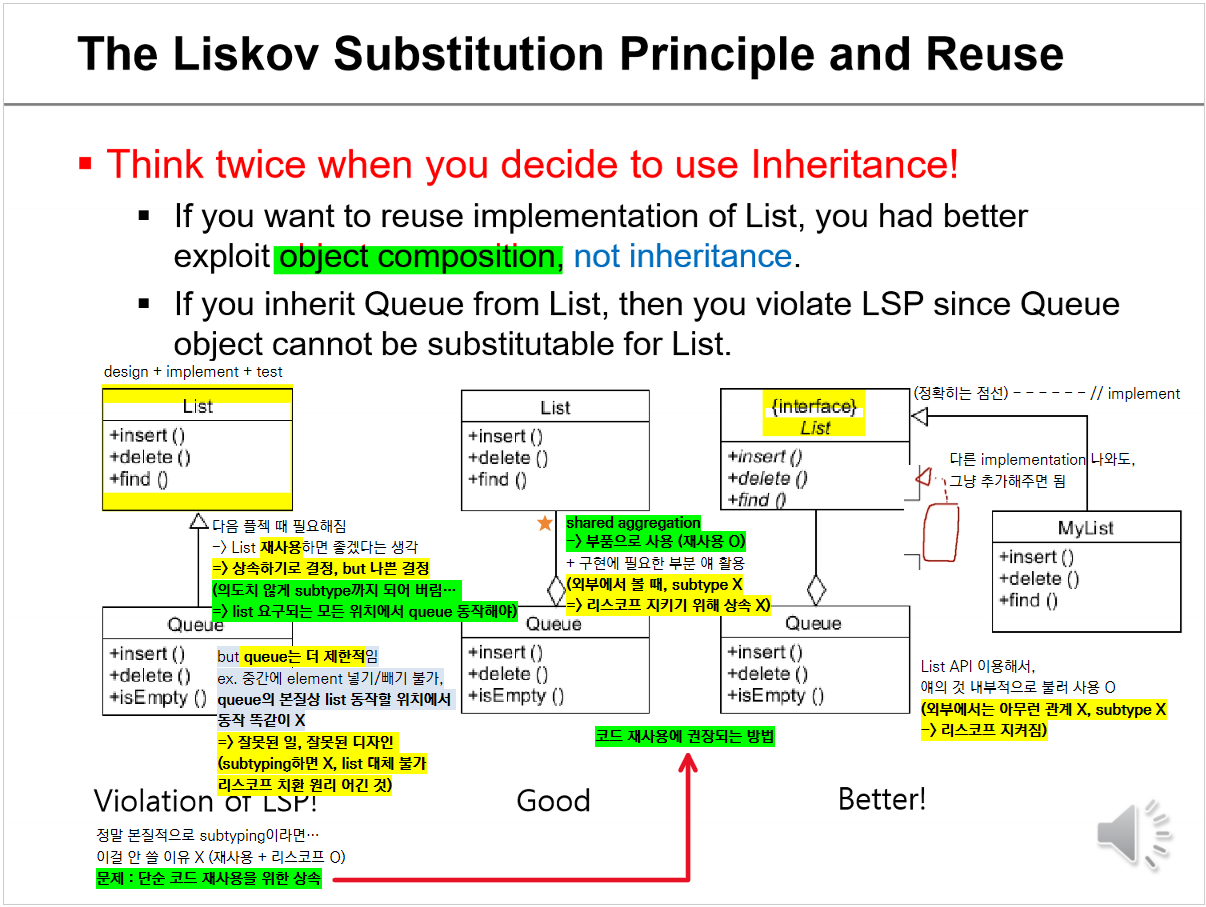 The Liskov Substitution Principle and Reuse
Think twice when you decide to use Inheritance!
If you want to reuse implementation of List, you had better
exploit object composition, not inheritance.
If you inherit Queue from List, then you violate LSP since Queue
object cannot be substitutable for List.
design + implement + test
List
+insert ()
+delete ()
+find ()
다음 플젝 때 필요해짐
-> List 재사용하면 좋겠다는 생각
=> 상속하기로 결정, but 나쁜 결정
(의도치 않게 subtype까지 되어 버림…
=> list 요구되는 모든 위치에서 queue 동작해야)
Queue
+insert ()
+delete ()
+isEmpty ()
but queue는 더 제한적임
ex. 중간에 element 넣기/빼기 불가,
queue의 본질상 list 동작할 위치에서
동작 똑같이 X
=> 잘못된 일, 잘못된 디자인
(subtyping하면 X, list 대체 불가
리스코프 치환 원리 어긴 것)
Violation of LSP!
정말 본질적으로 subtyping이라면…
이걸 안 쓸 이유 X (재사용 + 리스코프 O)
문제 : 단순 코드 재사용을 위한 상속
List
+insert ()
+delete ()
+find ()
shared aggregation
-> 부품으로 사용 (재사용 O)
+ 구현에 필요한 부분 얘 활용
(외부에서 볼 때, subtype X
=> 리스코프 지키기 위해 상속 X)
Queue
+insert ()
+delete ()
+isEmpty ()
코드 재사용에 권장되는 방법
Good
{interface}
List
+insert ()
+delete ()
+find ()
(정확히는 점선) - - - - - - // implement
다른 implementation 나와도,
그냥 추가해주면 됨
MyList
+insert ()
+delete ()
+find ()
Queue
+insert ()
+delete ()
+isEmpty ()
List API 이용해서,
얘의 것 내부적으로 불러 사용 O
(외부에서는 아무런 관계 X, subtype X
-> 리스코프 지켜짐)
Better!